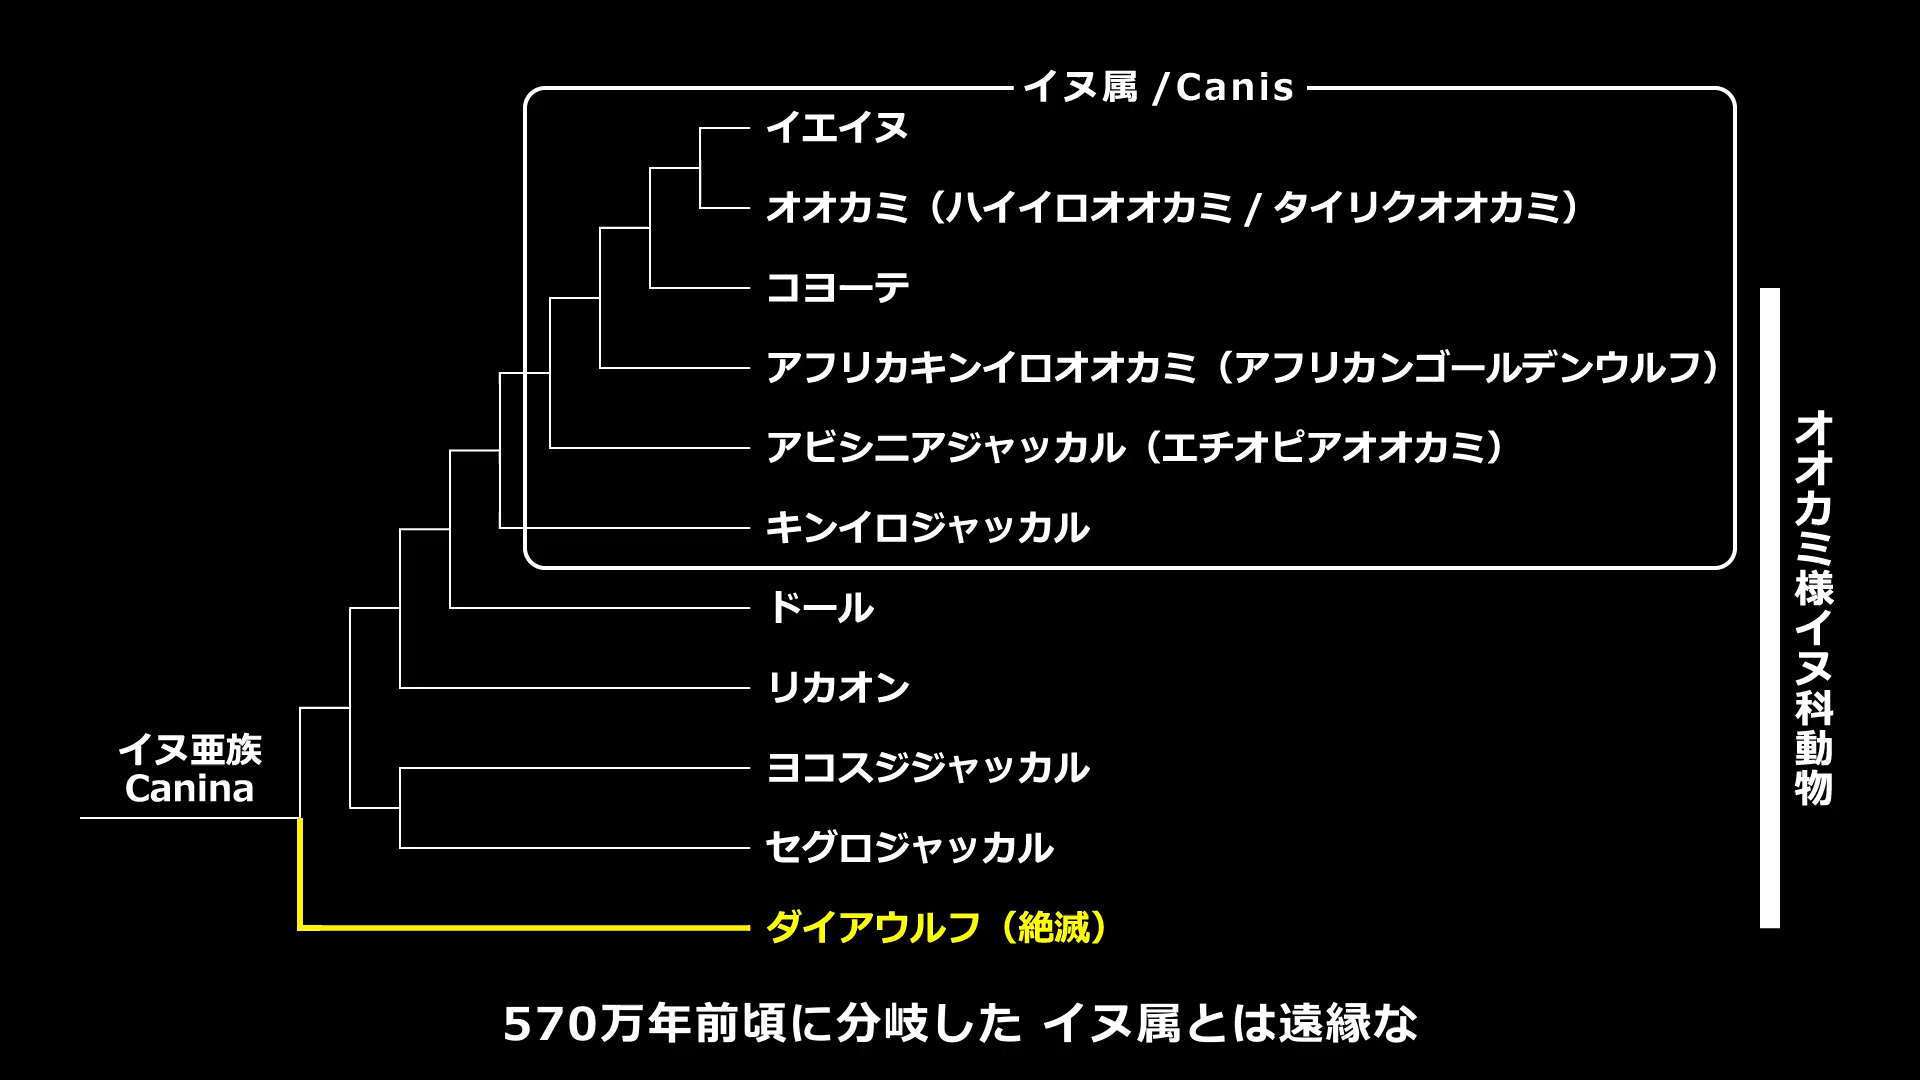 イヌ属 /Canis
イエイヌ
オオカミ（ハイイロオオカミ / タイリクオオカミ）
コヨーテ
アフリカキンイロオオカミ（アフリカンゴールデンウルフ）
アビシニアジャッカル（エチオピアオオカミ）
キンイロジャッカル
ドール
リカオン
ヨコスジジャッカル
セグロジャッカル
ダイアウルフ（絶滅）
イヌ亜族
Canina
オオカミ様イヌ科動物
570万年前頃に分岐した イヌ属とは遠縁な